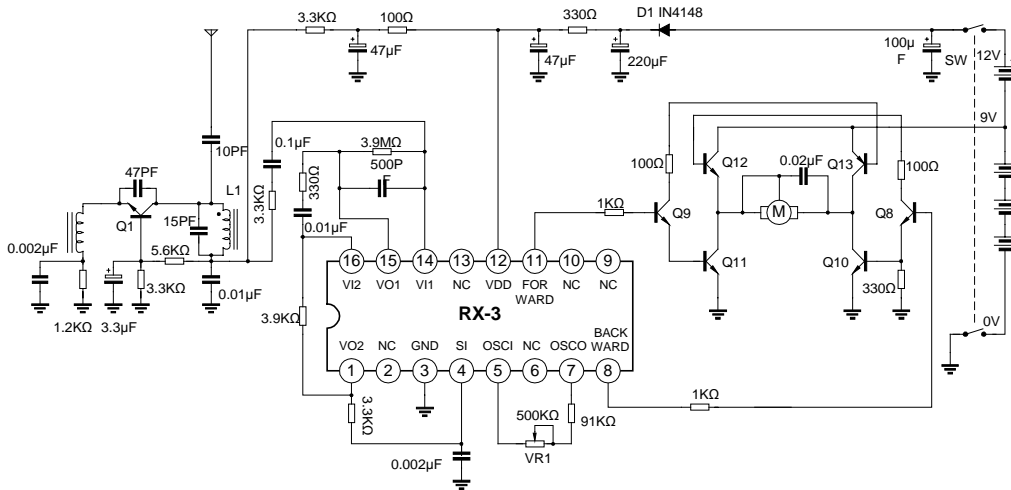 3.3KΩ
100Ω
330Ω
D1 IN4148
47µF
47µF
220µF
100µ
F
SW
12V
9V
0V
10PF
0.1µF
3.9MΩ
500P
F
330Ω
3.3KΩ
0.01µF
47PF
Q1
15PF
L1
0.002µF
5.6KΩ
3.3KΩ
0.01µF
1.2KΩ
3.3µF
100Ω
Q12
0.02µF
Q13
100Ω
M
1KΩ
Q9
Q8
Q11
Q10
330Ω
16 15 14 13 12 11 10 9
VI2 VO1 VI1 NC VDD FOR WARD NC NC
RX-3
3.9KΩ
VO2 NC GND SI OSCI NC OSCO BACK WARD
1 2 3 4 5 6 7 8
3.3KΩ
0.002µF
500KΩ
VR1
91KΩ
1KΩ